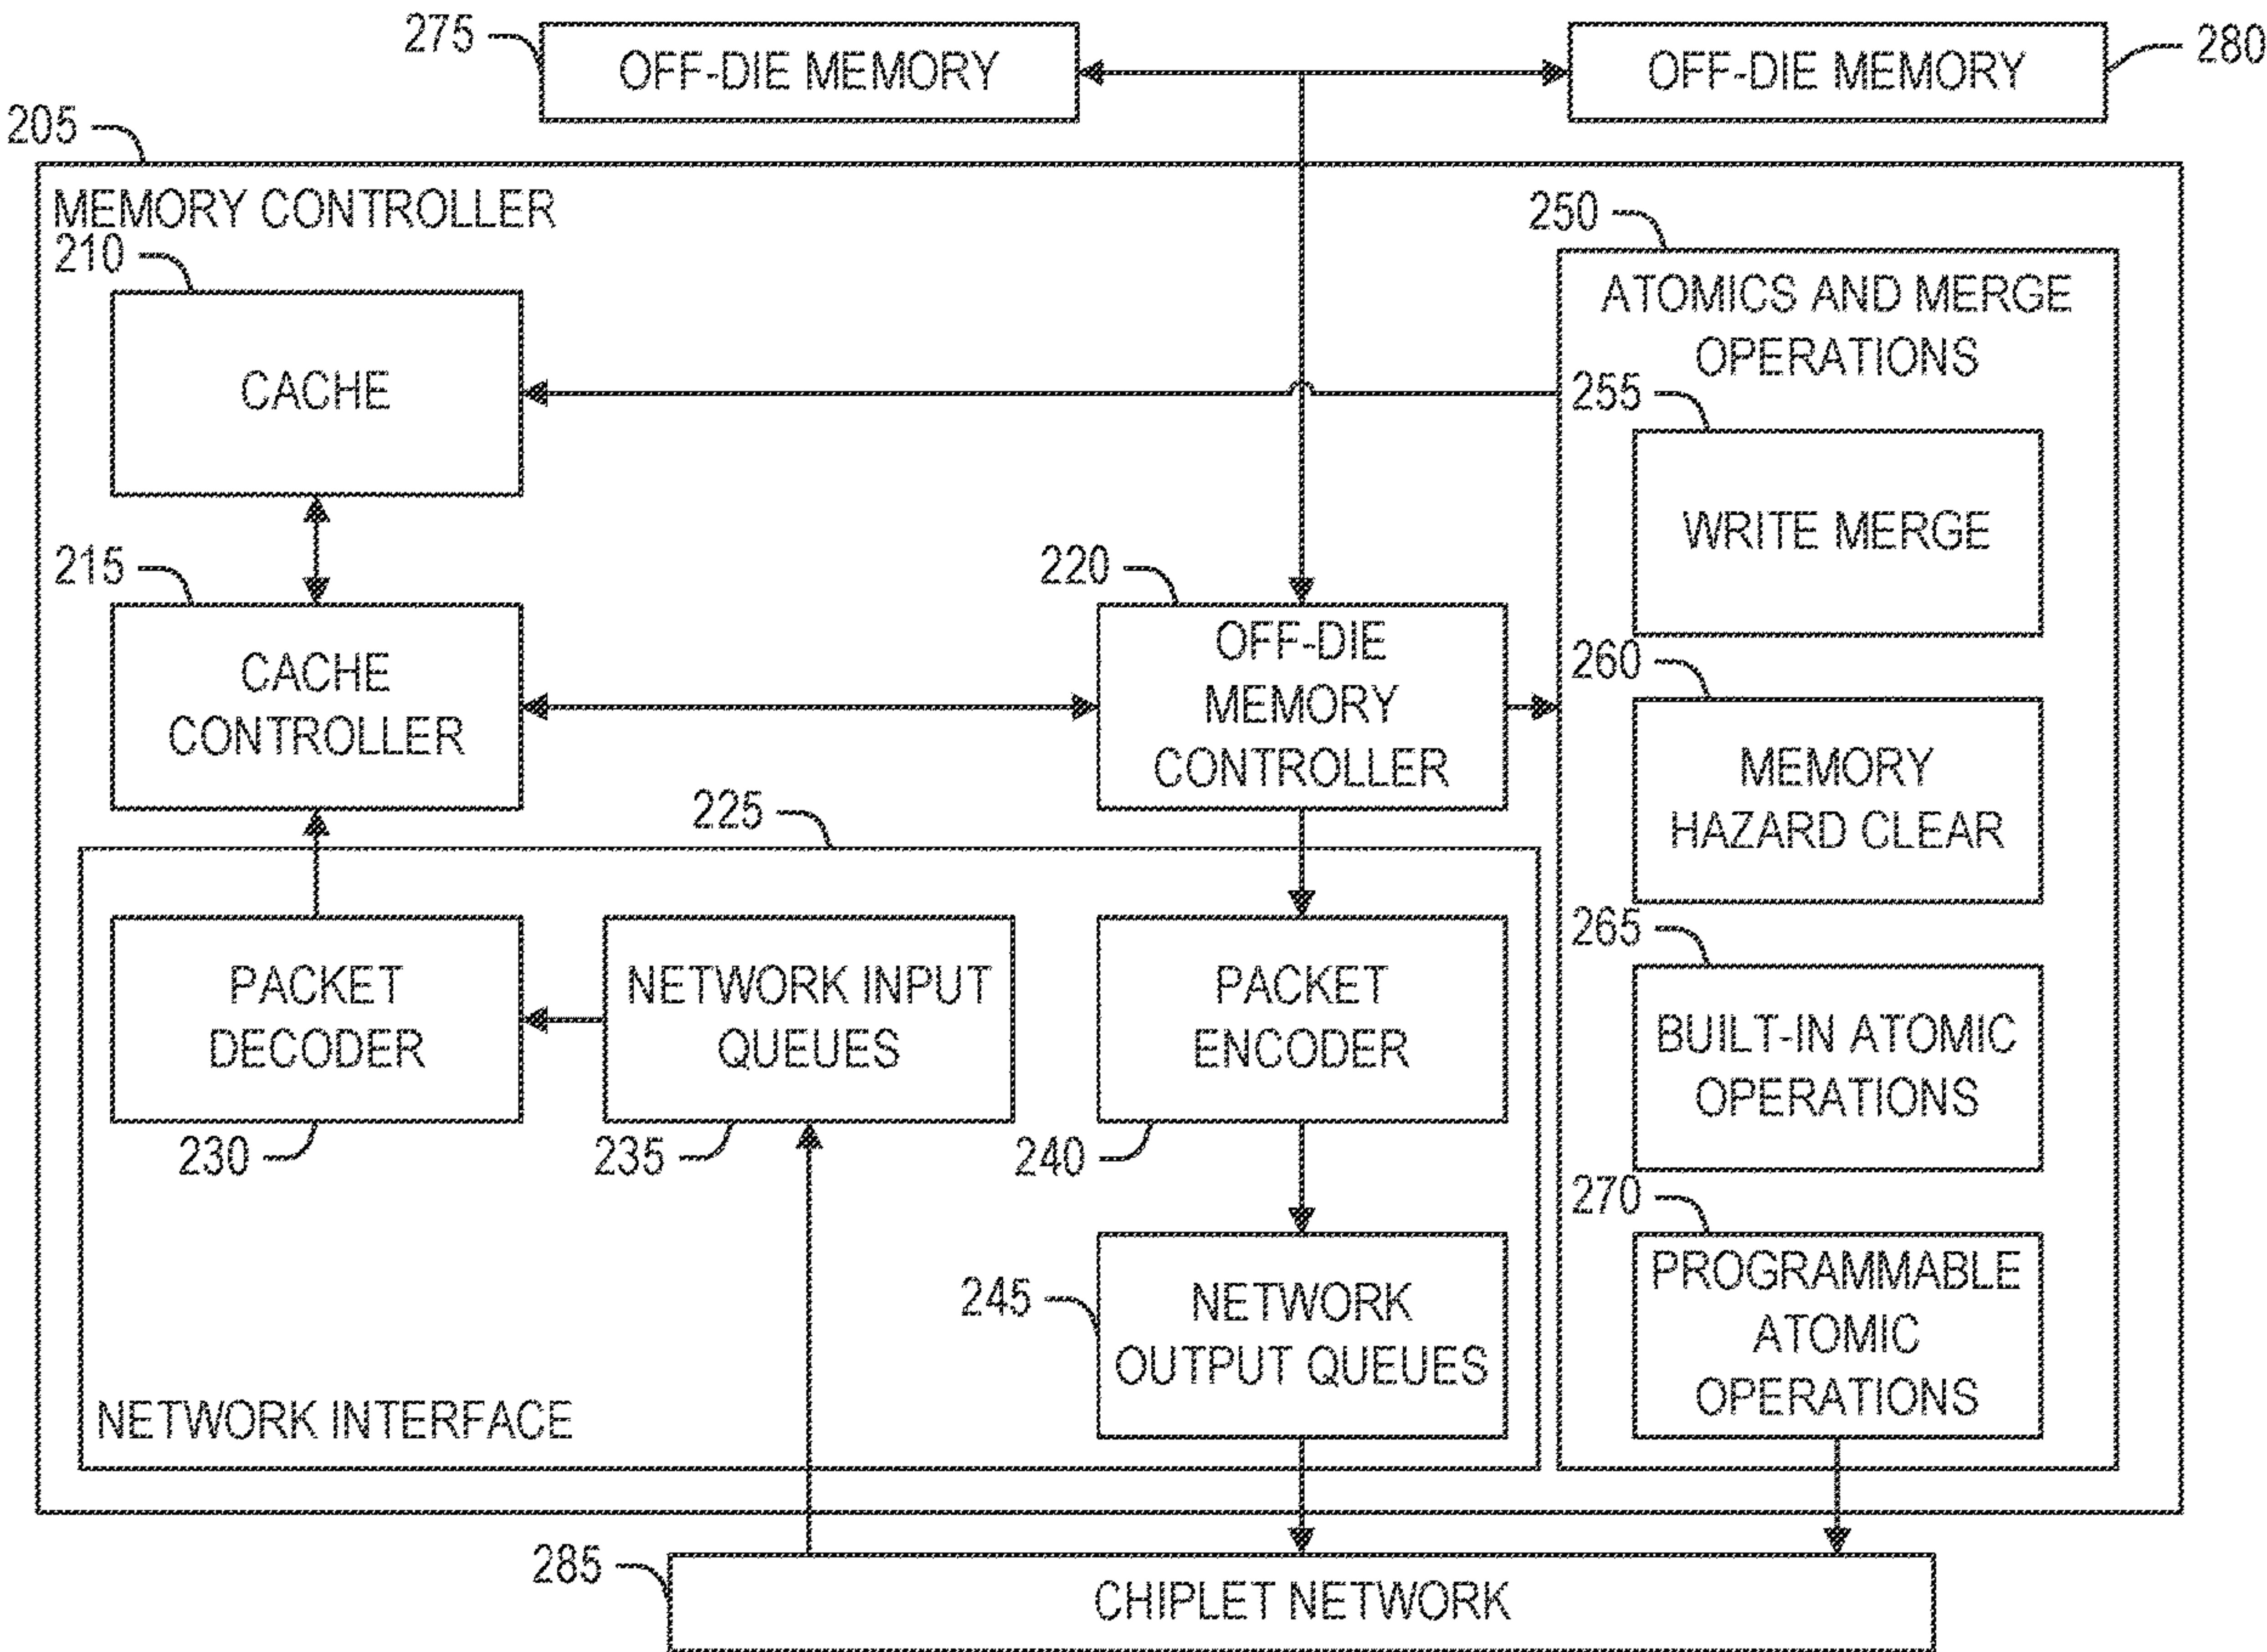 275
OFF-DIE MEMORY
OFF-DIE MEMORY
280
205
MEMORY CONTROLLER
210
CACHE
250
ATOMICS AND MERGE
OPERATIONS
255
WRITE MERGE
215
CACHE
CONTROLLER
220
OFF-DIE
MEMORY
CONTROLLER
260
MEMORY
HAZARD CLEAR
225
PACKET
DECODER
230
NETWORK INPUT
QUEUES
235
PACKET
ENCODER
240
265
BUILT-IN ATOMIC
OPERATIONS
245
NETWORK
OUTPUT QUEUES
270
PROGRAMMABLE
ATOMIC
OPERATIONS
NETWORK INTERFACE
285
CHIPLET NETWORK